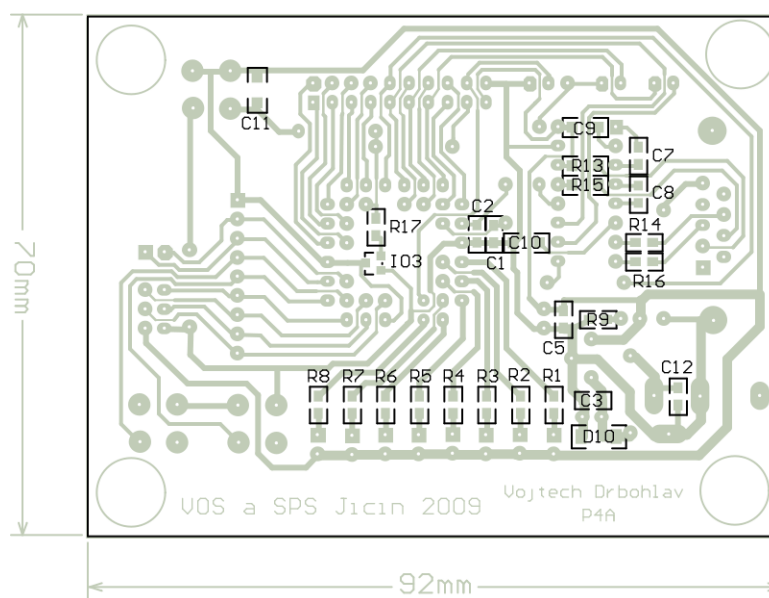 C11
C9
R13
C7
R15
C8
C2
R17
R14
C10
C1
IO3
R16
70mm
R9
C5
C12
R8 R7 R6 R5 R4 R3 R2 R1
C3
D10
VOS a SPS Jicin 2009
Vojtech Drbohlav
P4A
92mm